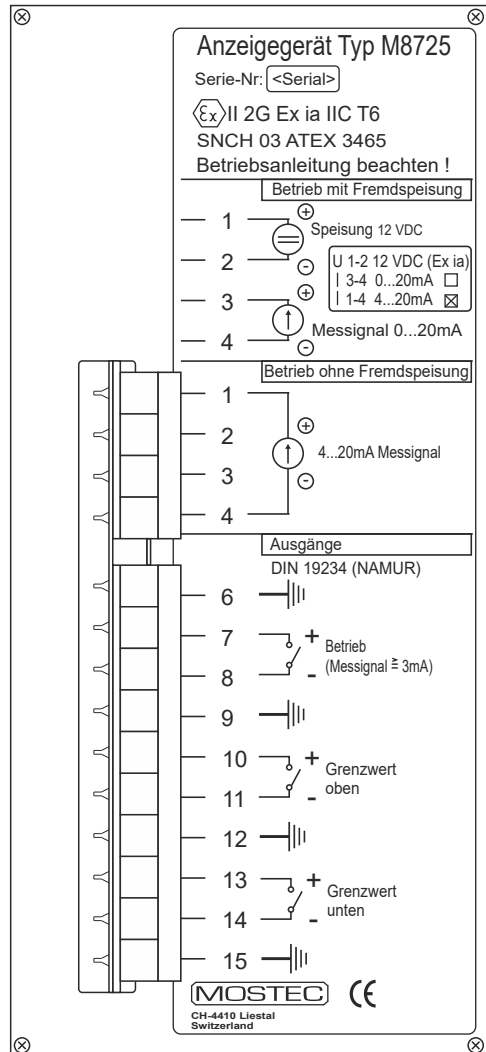 Anzeigegerät Typ M8725
Serie-Nr: <Serial>
Ex II 2G Ex ia IIC T6
SNCH 03 ATEX 3465
Betriebsanleitung beachten !
Betrieb mit Fremdspeisung
1
+
Speisung 12 VDC
2
-
U 1-2 12 VDC (Ex ia)
I 3-4 0...20mA ☐
I 1-4 4...20mA ☒
3
+
Messignal 0...20mA
4
-
Betrieb ohne Fremdspeisung
1
2
+
4...20mA Messignal
3
-
4
Ausgänge
DIN 19234 (NAMUR)
6
7
+
Betrieb
(Messignal ≚ 3mA)
8
-
9
10
+
Grenzwert
oben
11
-
12
13
+
Grenzwert
unten
14
-
15
MOSTEC CE
CH-4410 Liestal
Switzerland